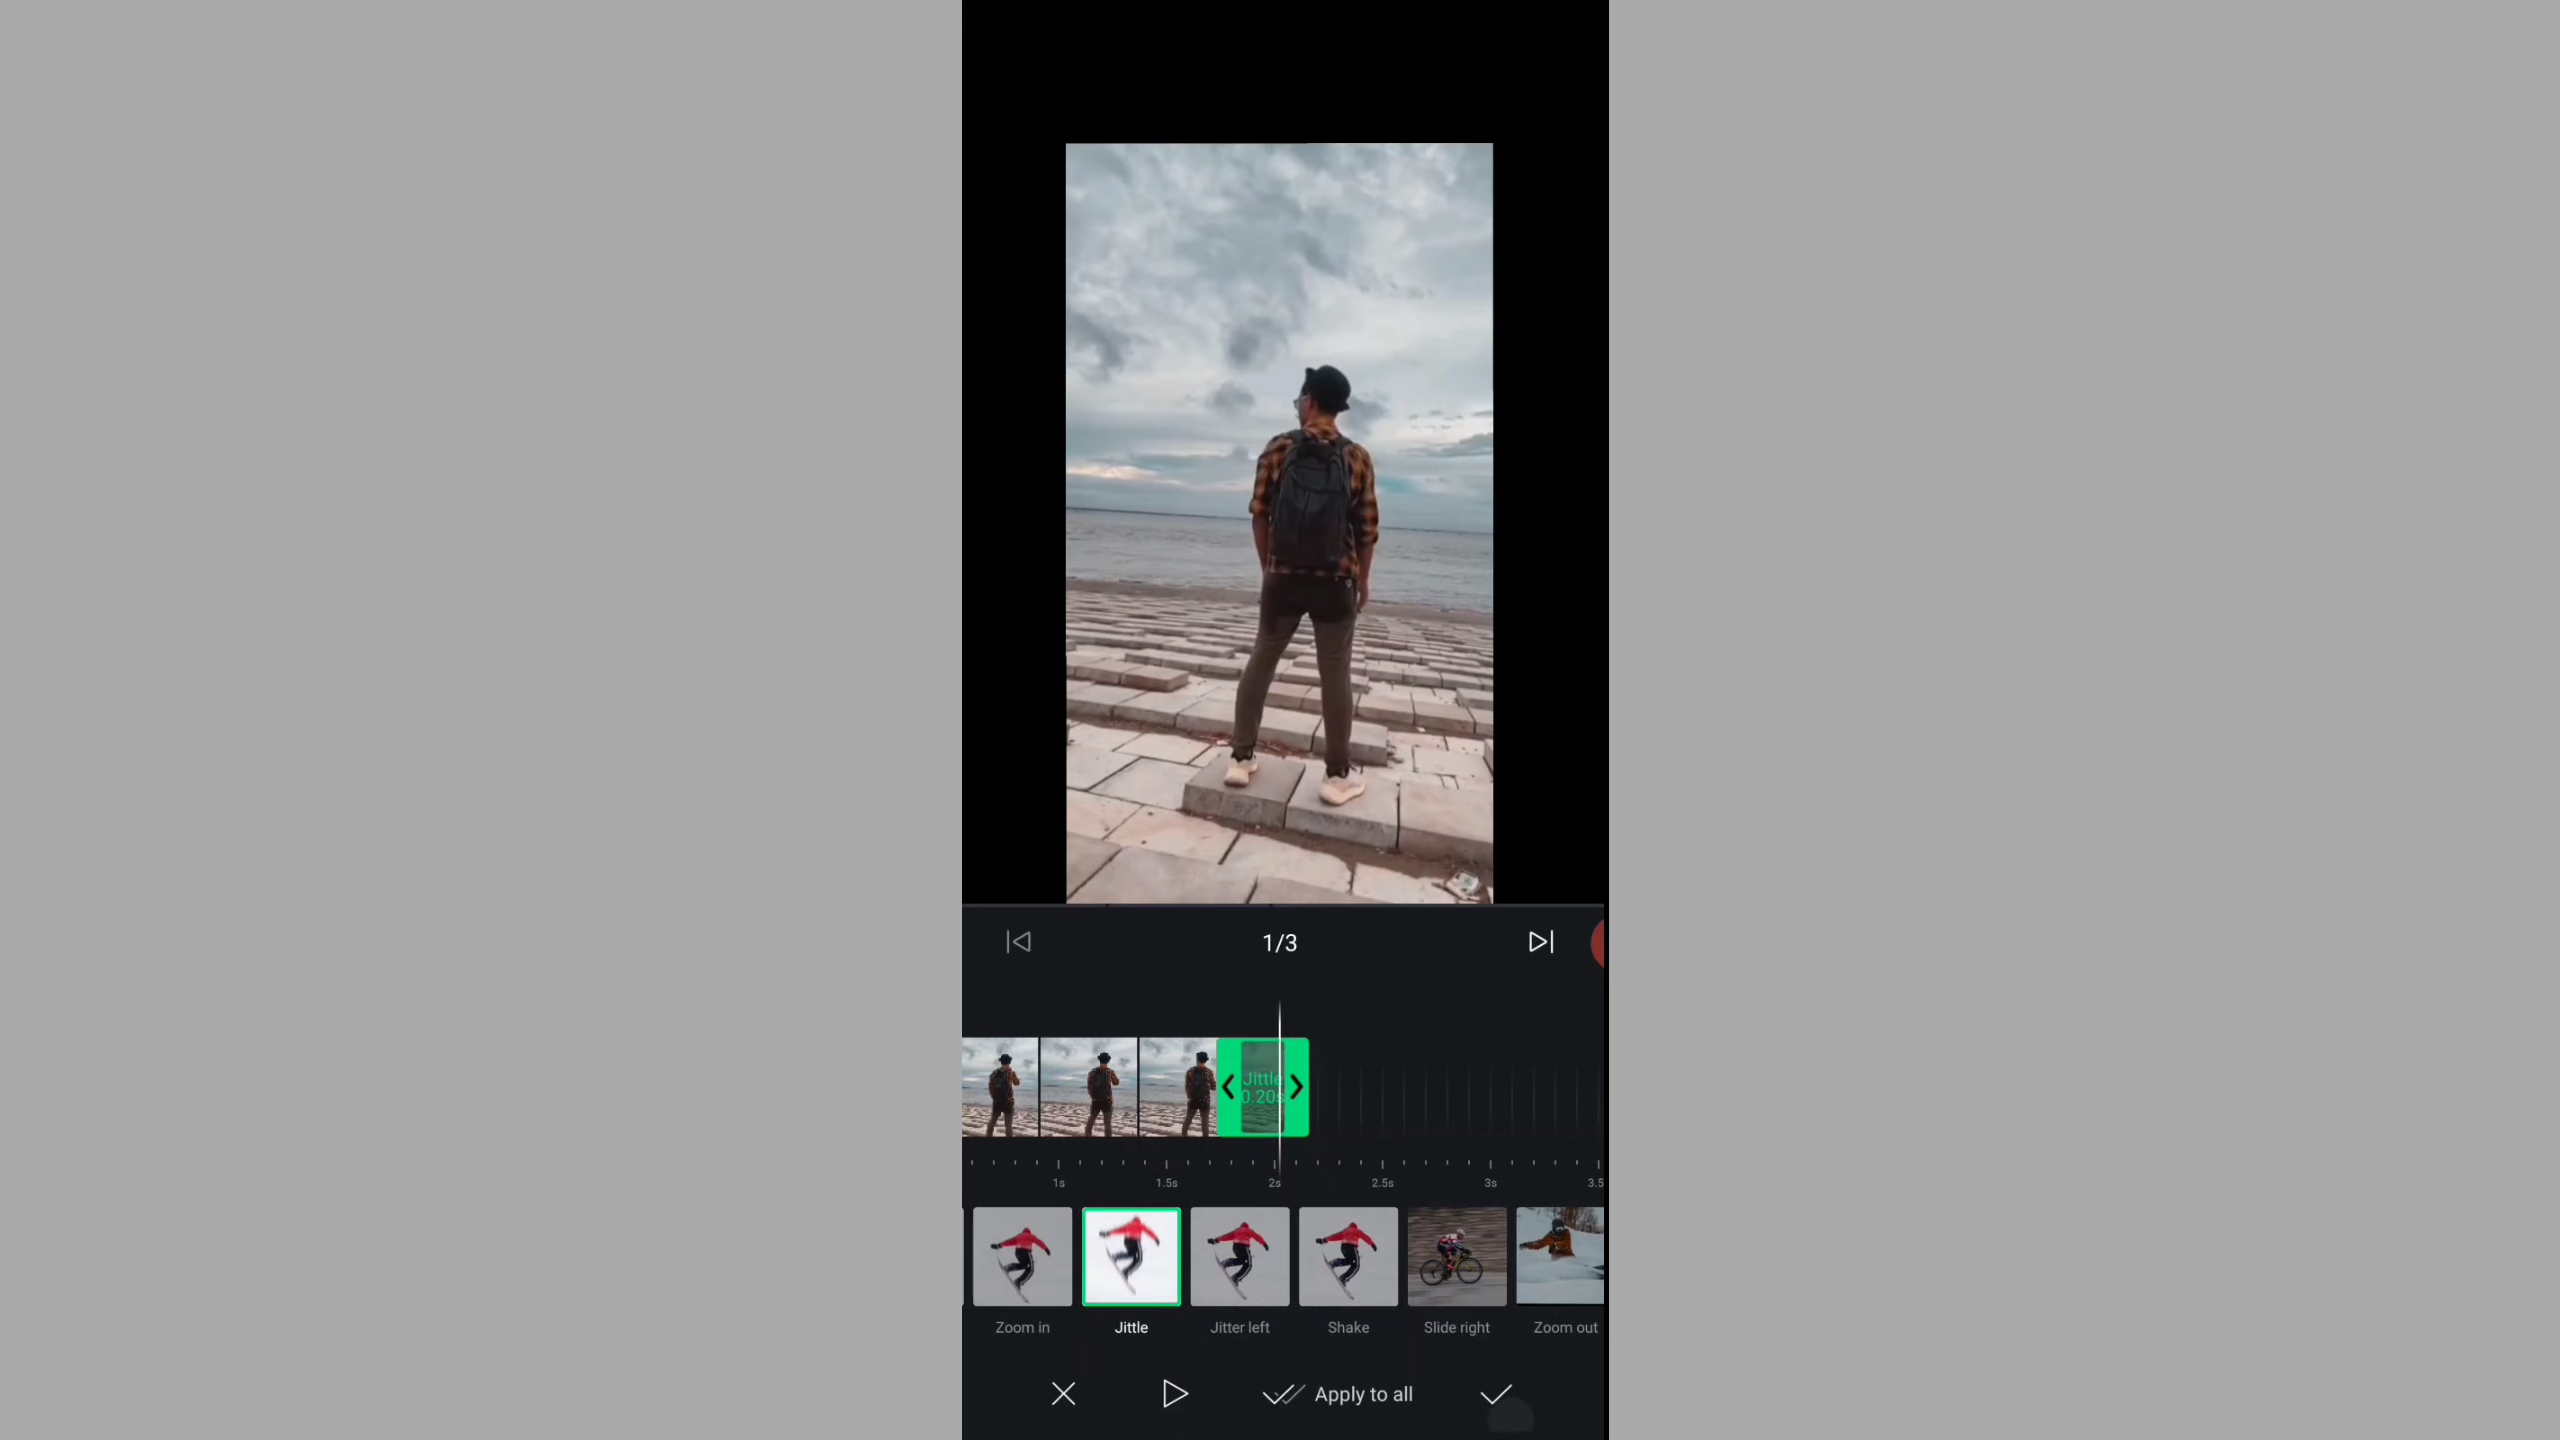 1/3
Jittle
0.20s
1s 1.5s 2s 2.5s 3s 3.5
Zoom in Jittle Jitter left Shake Slide right Zoom out
Apply to all